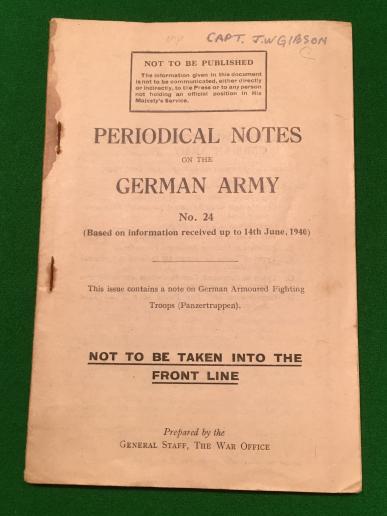 CAPT. J.W GIBSON
NOT TO BE PUBLISHED
The information given in this document
is not to be communicated, either directly
or indirectly, to the Press or to any person
not holding an official position in His
Majesty's Service.
PERIODICAL NOTES
ON THE
GERMAN ARMY
No. 24
(Based on information received up to 14th June, 1940)
This issue contains a note on German Armoured Fighting
Troops (Panzertruppen).
NOT TO BE TAKEN INTO THE
FRONT LINE
Prepared by the
GENERAL STAFF, THE WAR OFFICE